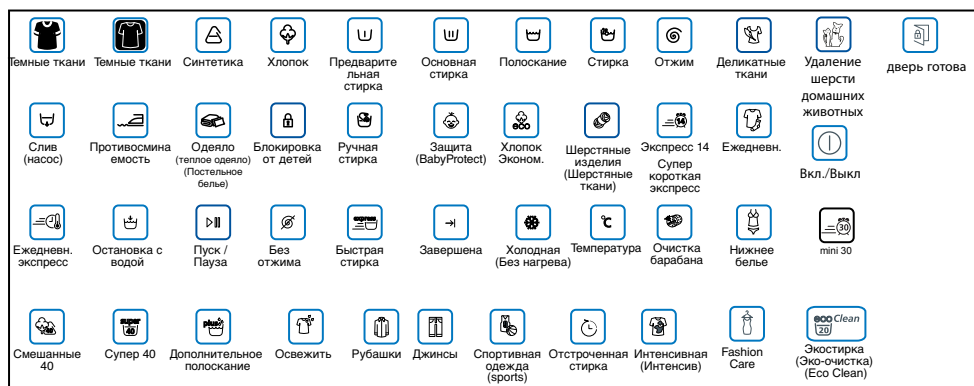 Темные ткани
Темные ткани
Синтетика
Хлопок
Предварите
льная
стирка
Основная
стирка
Полоскание
Стирка
Отжим
Деликатные
ткани
Удаление
шерсти
домашних
животных
дверь готова
Слив
(насос)
Противосмина
емость
Одеяло
(теплое одеяло)
(Постельное
белье)
Блокировка
от детей
Ручная
стирка
Защита
(BabyProtect)
eco
Хлопок
Эконом.
Шерстяные
изделия
(Шерстяные
ткани)
14
Экспресс 14
Супер
короткая
экспресс
Ежедневн.
Вкл./Выкл
Ежедневн.
экспресс
Остановка с
водой
Пуск /
Пауза
Без
отжима
express
Быстрая
стирка
Завершена
Холодная
(Без нагрева)
°C
Температура
Очистка
барабана
Нижнее
белье
30
mini 30
40
Смешанные
40
super
40
Супер 40
plus
Дополнительное
полоскание
Освежить
Рубашки
Джинсы
Спортивная
одежда
(sports)
Отстроченная
стирка
Интенсивная
(Интенсив)
Fashion
Care
eco Clean
20
Экостирка
(Эко-очистка)
(Eco Clean)